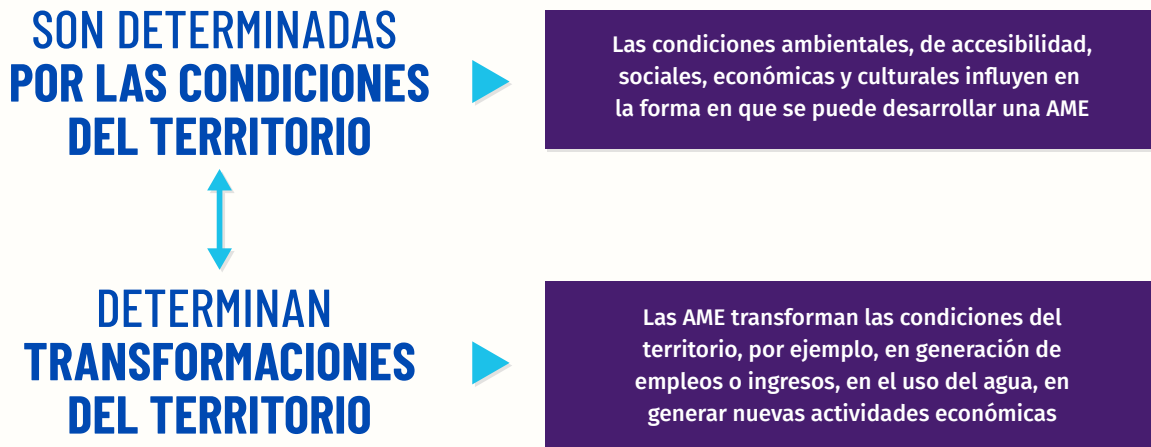 SON DETERMINADAS
POR LAS CONDICIONES
DEL TERRITORIO
Las condiciones ambientales, de accesibilidad,
sociales, económicas y culturales influyen en
la forma en que se puede desarrollar una AME
DETERMINAN
TRANSFORMACIONES
DEL TERRITORIO
Las AME transforman las condiciones del
territorio, por ejemplo, en generación de
empleos o ingresos, en el uso del agua, en
generar nuevas actividades económicas